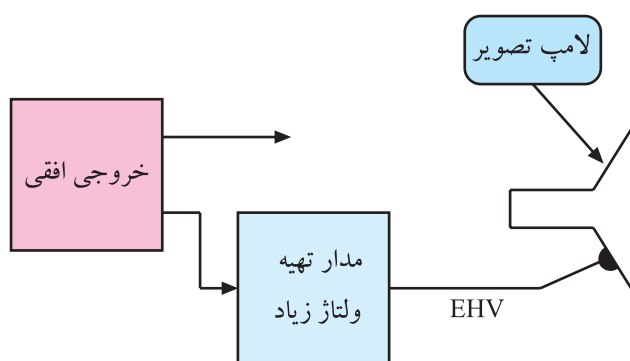 لامپ تصویر
خروجی افقی
مدار تهیه
ولتاژ زیاد
EHV